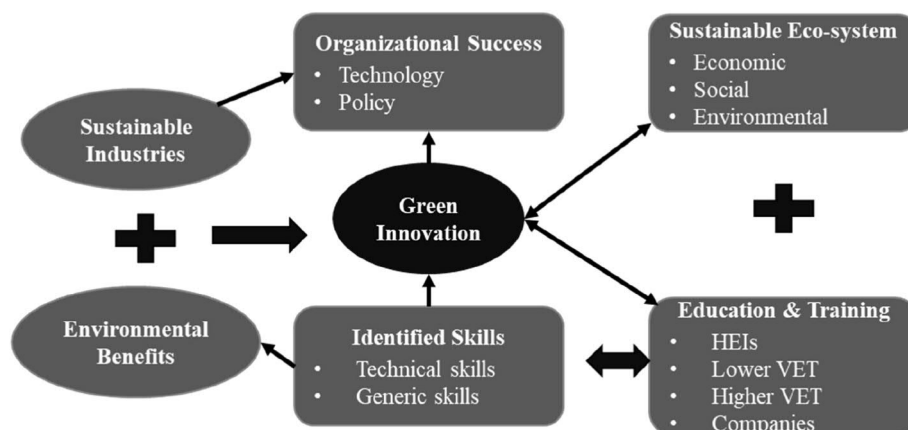 Organizational Success
• Technology
• Policy
Sustainable Eco-system
• Economic
• Social
• Environmental
Sustainable
Industries
Green
Innovation
Environmental
Benefits
Identified Skills
• Technical skills
• Generic skills
Education & Training
• HEIs
• Lower VET
• Higher VET
• Companies